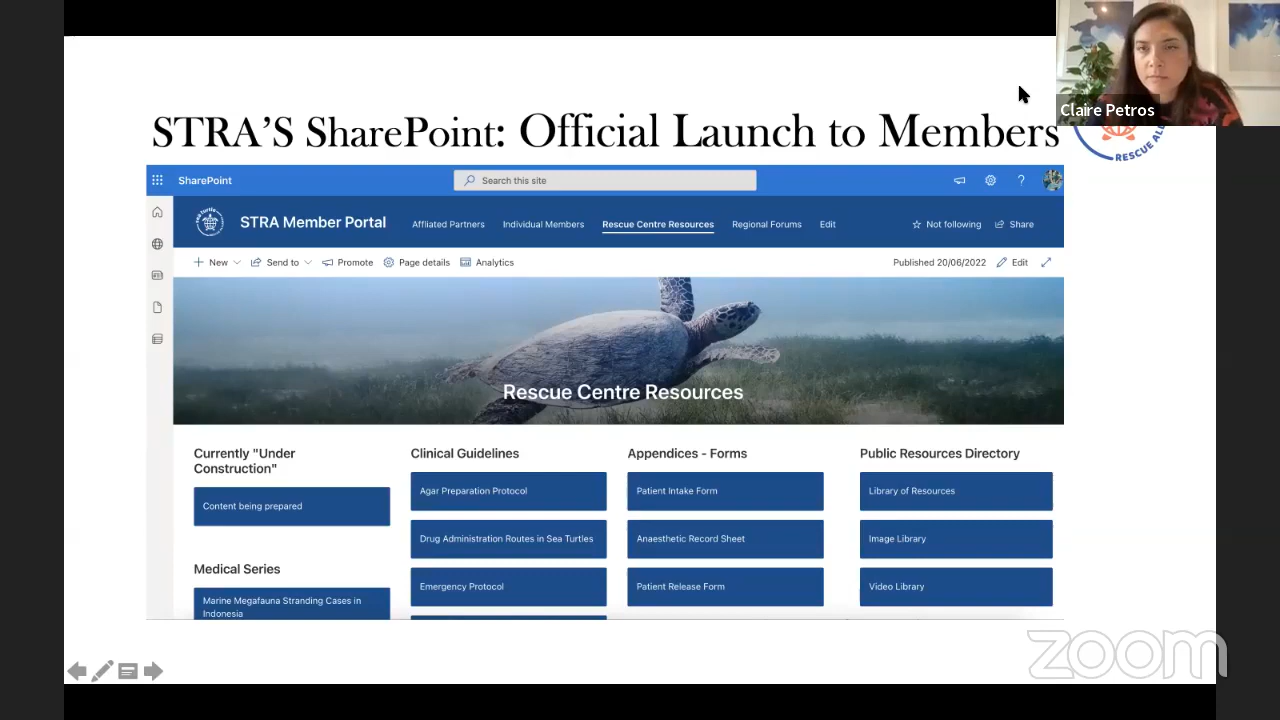 Claire Petros
STRA'S SharePoint: Official Launch to Members
RESCUE
SharePoint
Search this site
?
STRA Member Portal
Affliated Partners
Individual Members
Rescue Centre Resources
Regional Forums
Edit
Not following
Share
New
Send to
Promote
Page details
Analytics
Published 20/06/2022
Edit
Rescue Centre Resources
Currently "Under
Construction"
Content being prepared
Medical Series
Marine Megafauna Stranding Cases in
Indonesia
Clinical Guidelines
Agar Preparation Protocol
Drug Administration Routes in Sea Turtles
Emergency Protocol
Appendices - Forms
Patient Intake Form
Anaesthetic Record Sheet
Patient Release Form
Public Resources Directory
Library of Resources
Image Library
Video Library
zoom